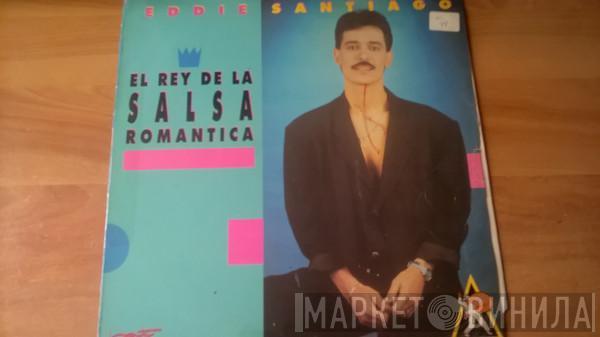 EDDIE SANTIAGO
EL REY DE LA
SALSA
ROMANTICA
МАРКЕТ ВИНИЛА